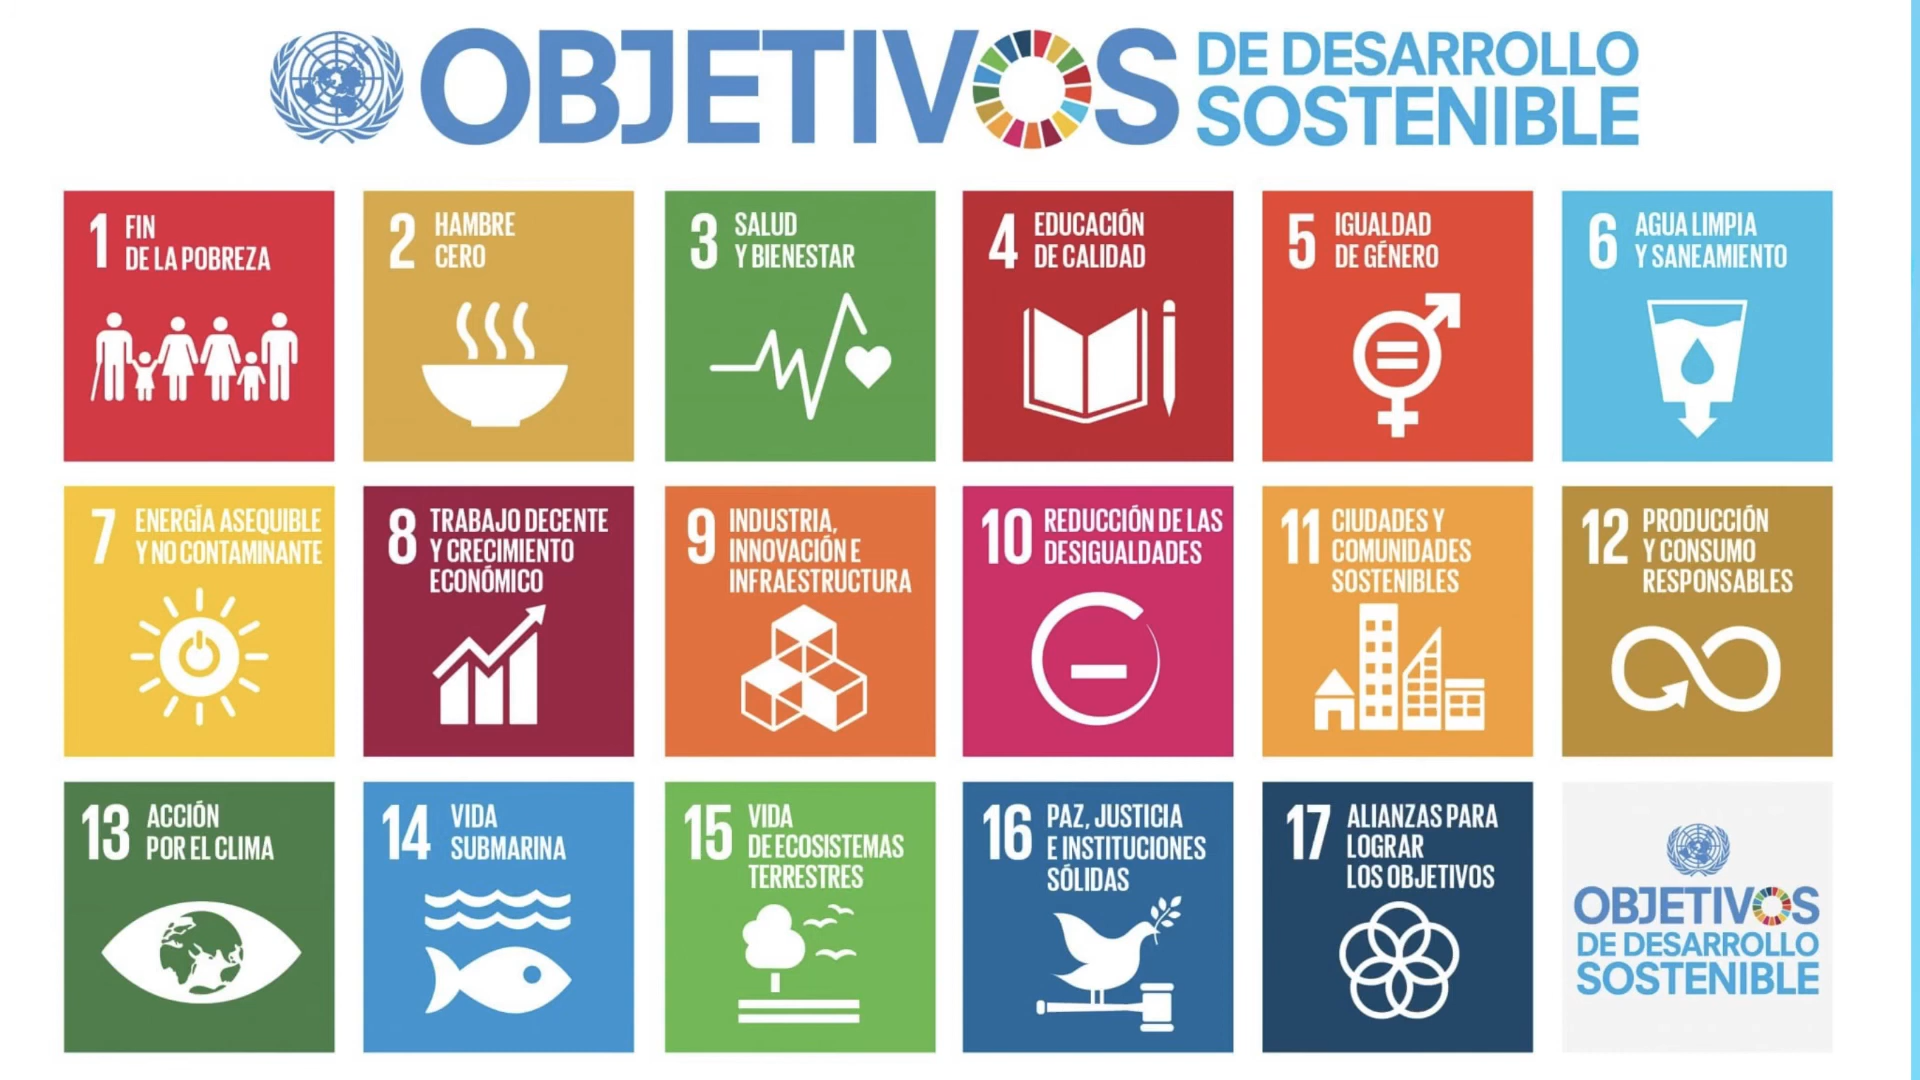 OBJETIVOS
DE DESARROLLO
SOSTENIBLE
1 FIN
DE LA POBREZA
2 HAMBRE
CERO
3 SALUD
Y BIENESTAR
4 EDUCACIÓN
DE CALIDAD
5 IGUALDAD
DE GÉNERO
6 AGUA LIMPIA
Y SANEAMIENTO
7 ENERGÍA ASEQUIBLE
Y NO CONTAMINANTE
8 TRABAJO DECENTE
Y CRECIMIENTO
ECONÓMICO
9 INDUSTRIA,
INNOVACIÓN E
INFRAESTRUCTURA
10 REDUCCIÓN DE LAS
DESIGUALDADES
11 CIUDADES Y
COMUNIDADES
SOSTENIBLES
12 PRODUCCIÓN
Y CONSUMO
RESPONSABLES
13 ACCIÓN
POR EL CLIMA
14 VIDA
SUBMARINA
15 VIDA
DE ECOSISTEMAS
TERRESTRES
16 PAZ, JUSTICIA
E INSTITUCIONES
SÓLIDAS
17 ALIANZAS PARA
LOGRAR
LOS OBJETIVOS
OBJETIVOS
DE DESARROLLO
SOSTENIBLE